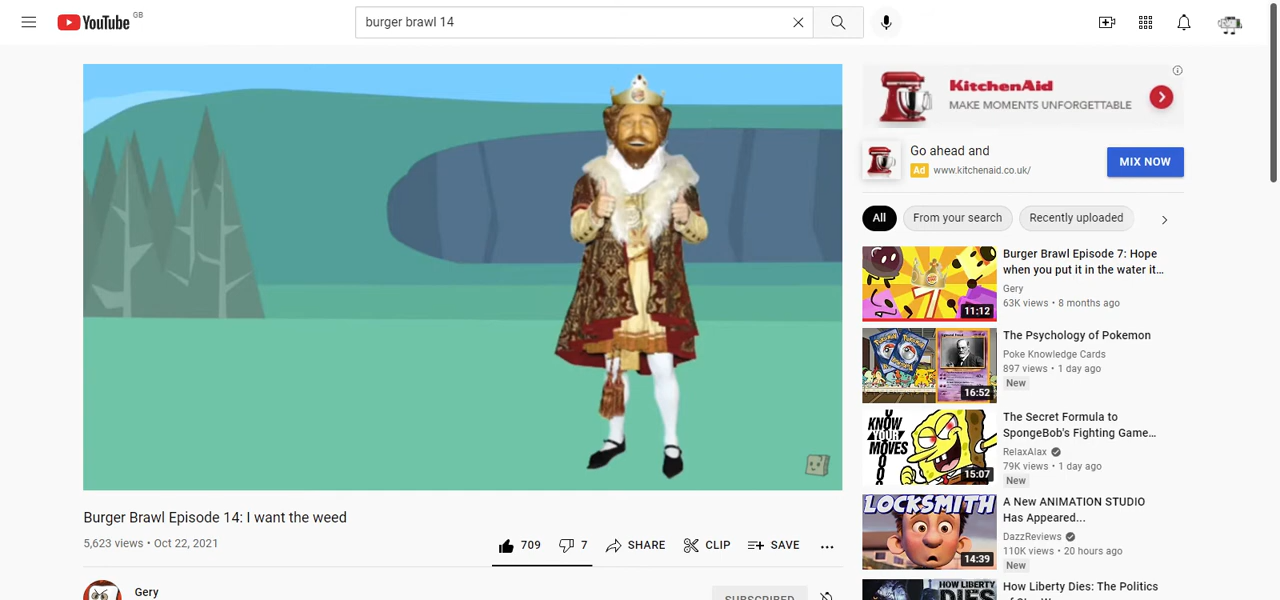 YouTube GB
burger brawl 14
KitchenAid
MAKE MOMENTS UNFORGETTABLE
Go ahead and
Ad www.kitchenaid.co.uk/
MIX NOW
All
From your search
Recently uploaded
Burger Brawl Episode 7: Hope
when you put it in the water it...
Gery
63K views • 8 months ago
7
11:12
The Psychology of Pokemon
Poke Knowledge Cards
897 views • 1 day ago
New
16:52
The Secret Formula to
SpongeBob's Fighting Game...
RelaxAlax
79K views • 1 day ago
New
KNOW
YOUR
MOVES
15:07
A New ANIMATION STUDIO
Has Appeared...
DazzReviews
110K views • 20 hours ago
New
LOCKSMITH
14:39
How Liberty Dies: The Politics
HOW LIBERTY
DIES
Burger Brawl Episode 14: I want the weed
5,623 views • Oct 22, 2021
709
7
SHARE
CLIP
SAVE
Gery
SUBSCRIBED